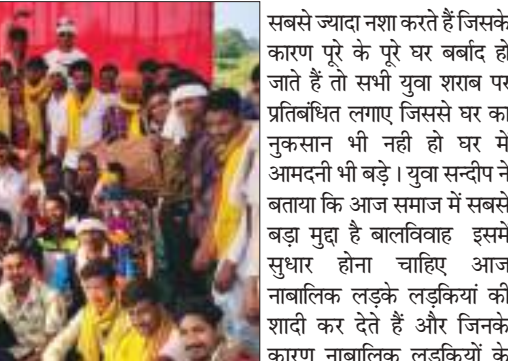 सबसे ज्यादा नशा करते हैं जिसके
कारण पूरे के पूरे घर बर्बाद हो
जाते हैं तो सभी युवा शराब पर
प्रतिबंधित लगाए जिससे घर का
नुकसान भी नही हो घर मे
आमदनी भी बड़े । युवा सन्दीप ने
बताया कि आज समाज में सबसे
बड़ा मुद्दा है बालविवाह इसमे
सुधार होना चाहिए आज
नाबालिक लड़के लड़कियां की
शादी कर देते हैं और जिनके
कारण नाबालिक लड़कियों के